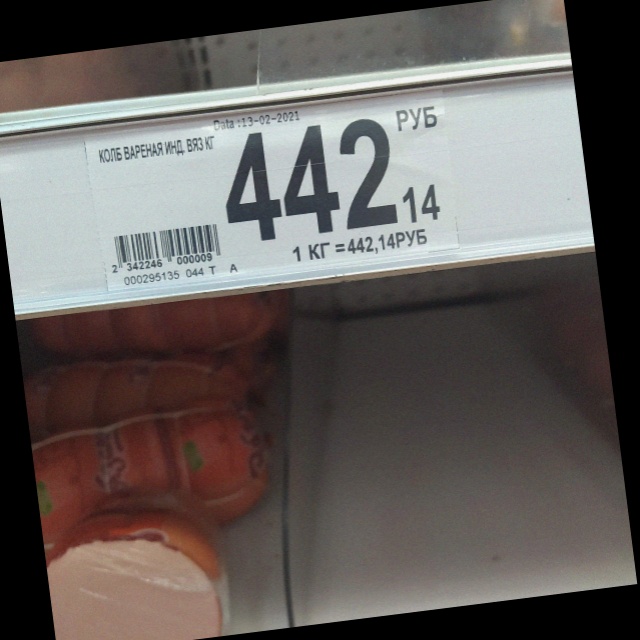 Data :13-02-2021
КОЛБ ВАРЕНАЯ ИНД. ВЯЗ КГ
442 14 РУБ
1 КГ =442,14РУБ
2 342246 000009
000295135 044 Т А